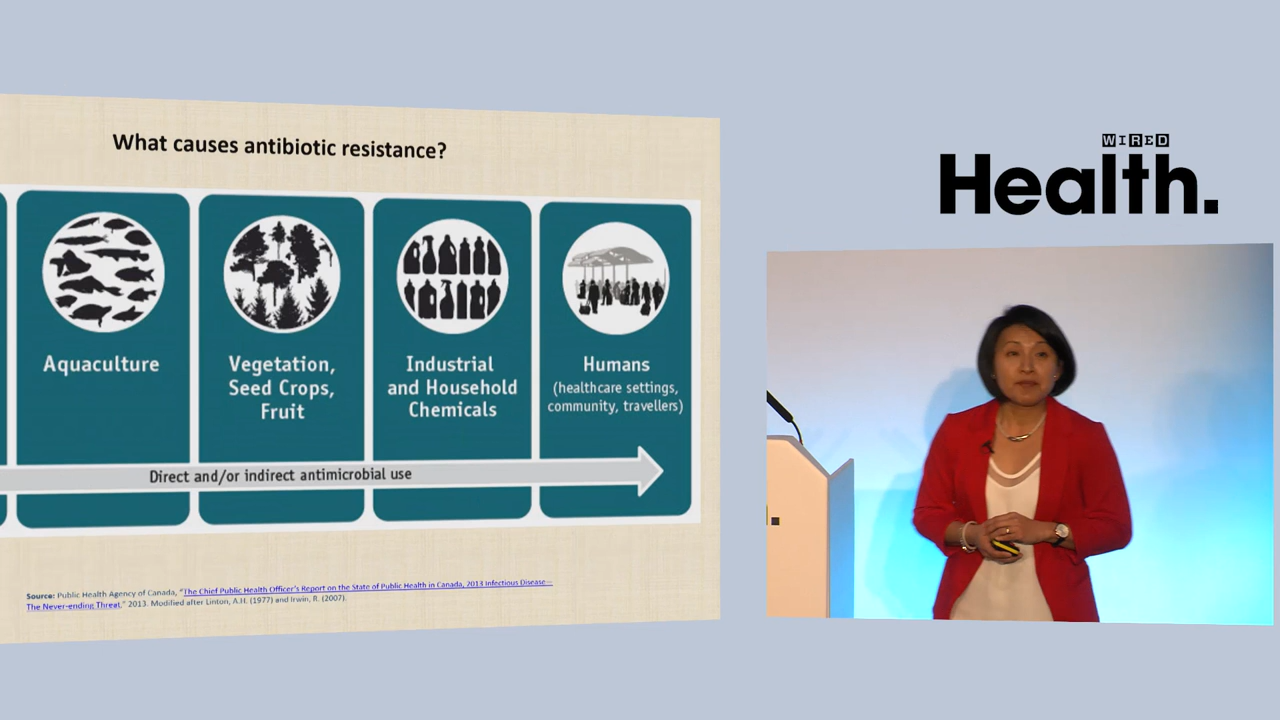 What causes antibiotic resistance?
Aquaculture
Vegetation,
Seed Crops,
Fruit
Industrial
and Household
Chemicals
Humans
(healthcare settings,
community, travellers)
Direct and/or indirect antimicrobial use
Source: Public Health Agency of Canada, "The Chief Public Health Officer's Report on the State of Public Health in Canada, 2013 Infectious Disease—
The Never-ending Threat." 2013. Modified after Linton, A.H. (1977) and Irwin, R. (2007).
WIRED
Health.